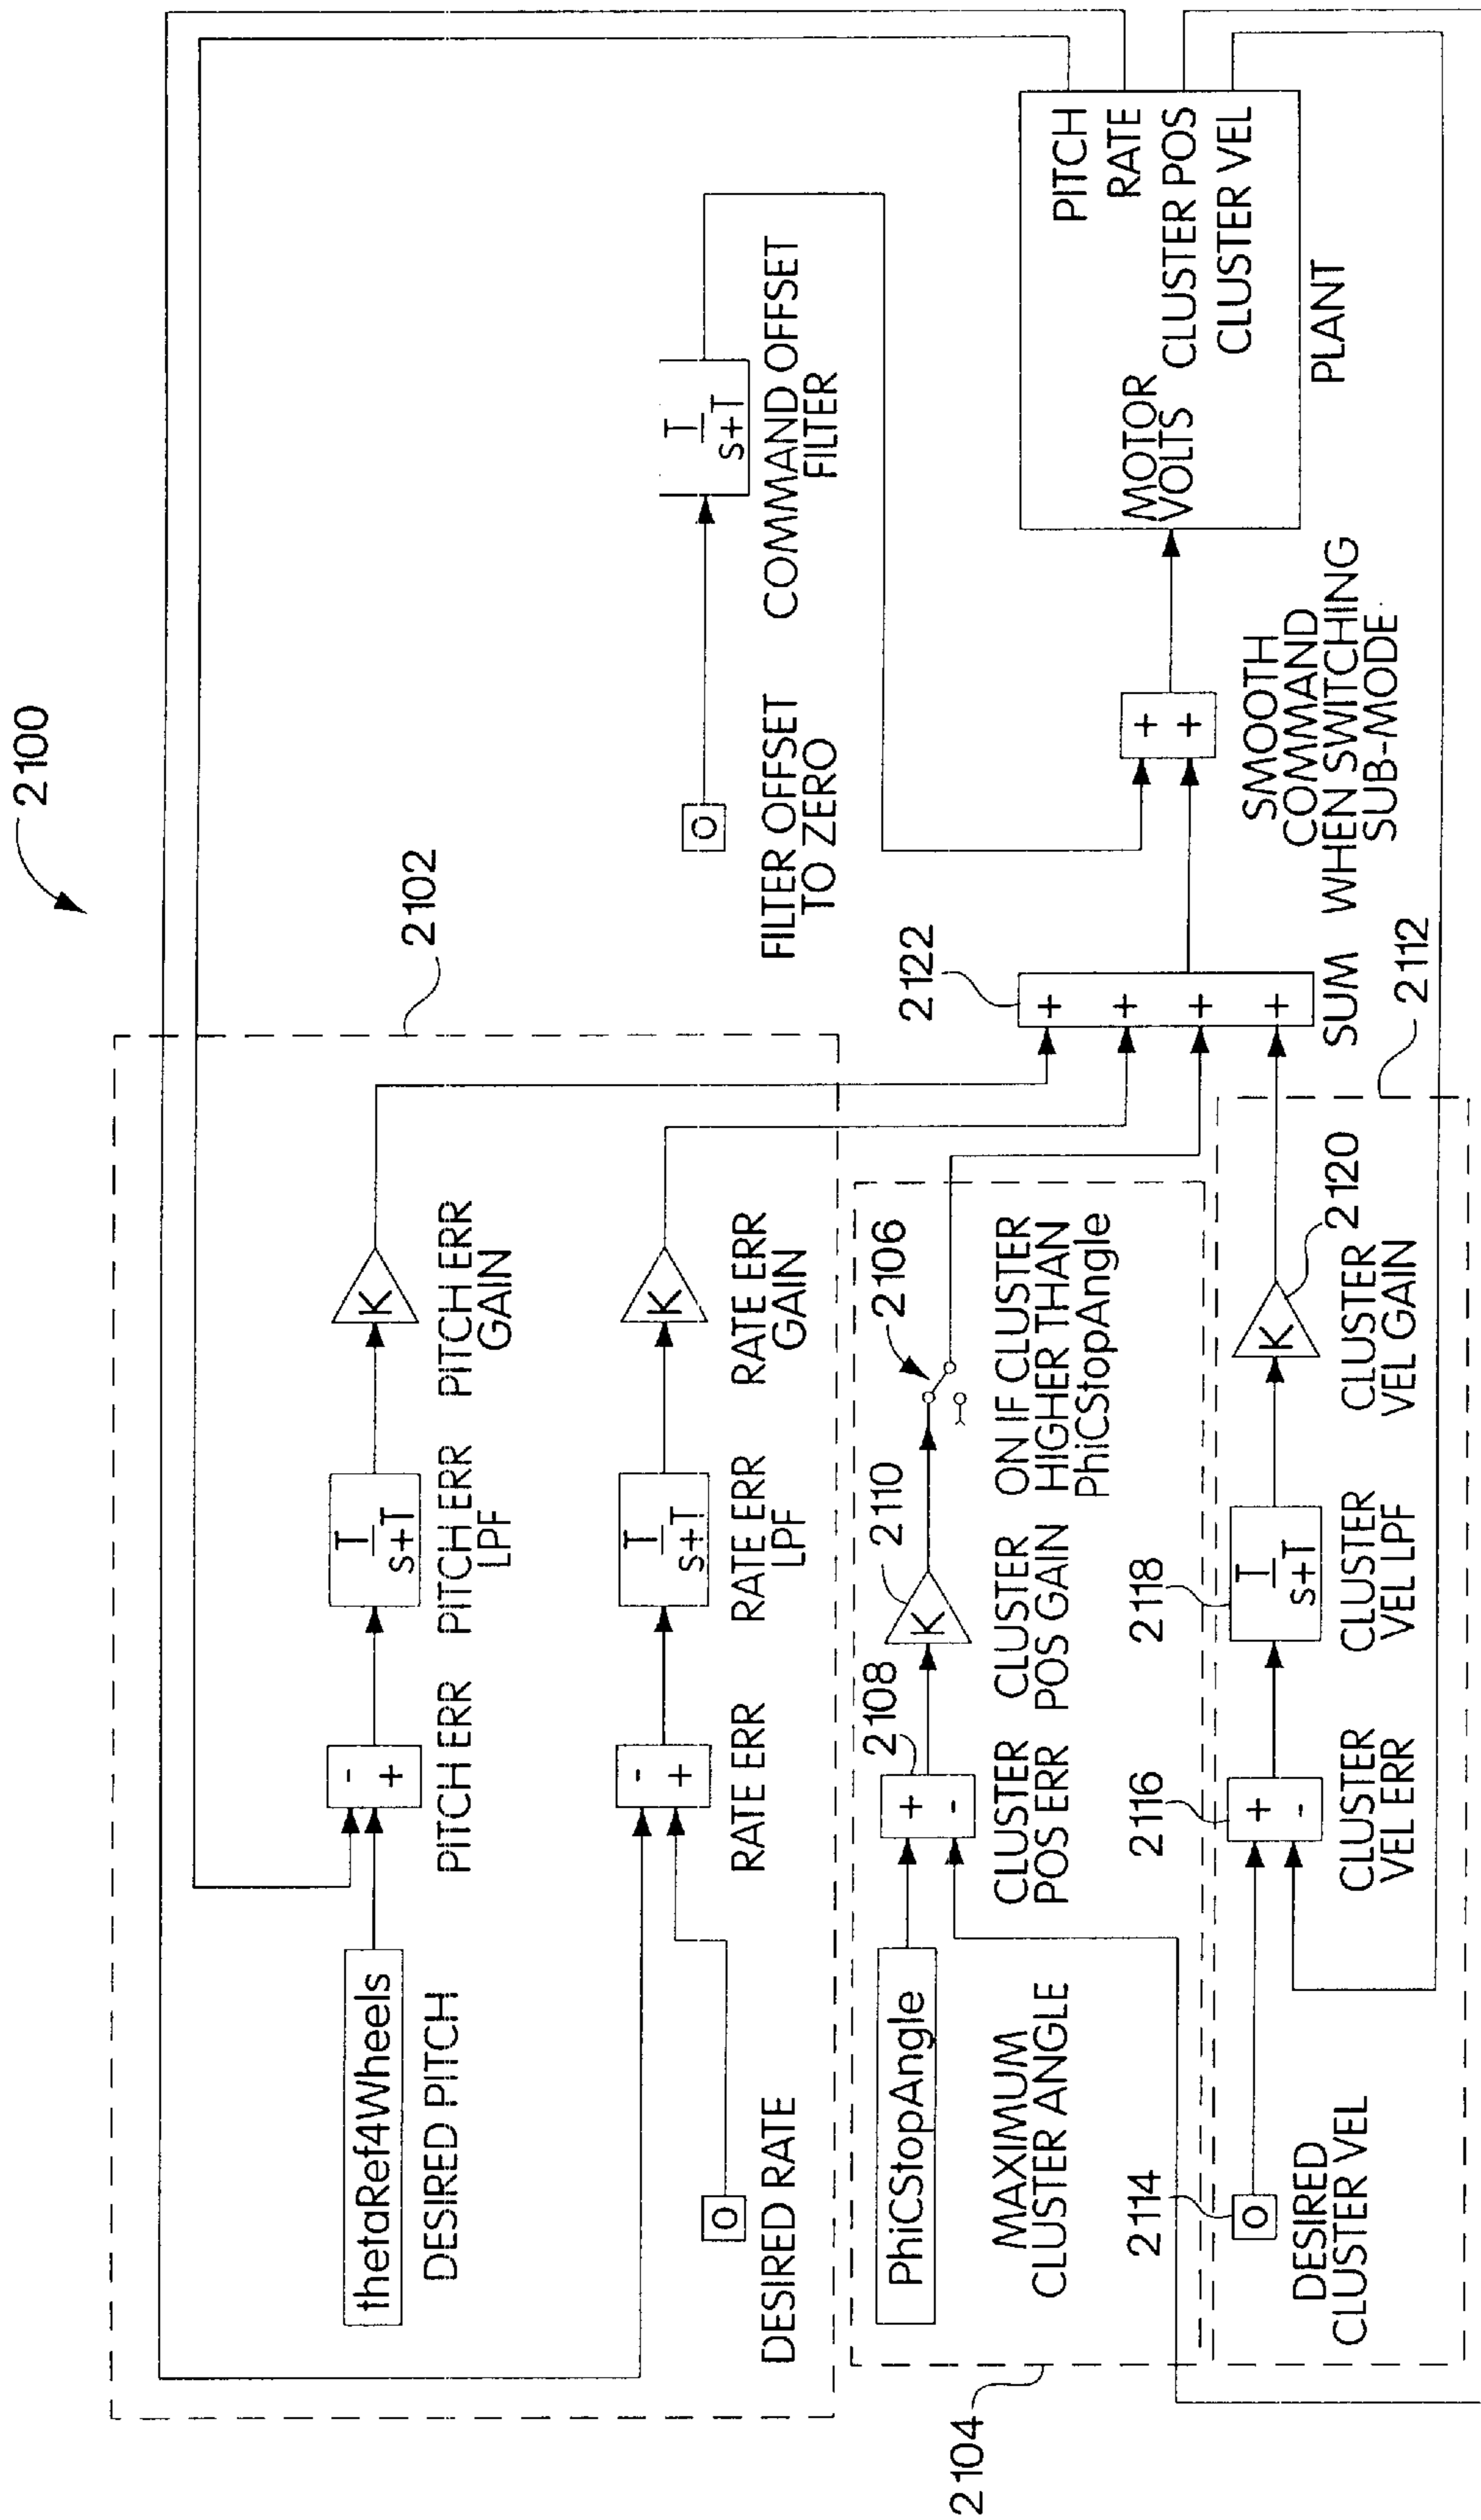 2100
2102
thetaRef4Wheels
DESIRED PITCH
-
+
PITCH ERR
T
s+T
PITCH ERR
LPF
K
PITCH ERR
GAIN
O
DESIRED RATE
-
+
RATE ERR
T
s+T
RATE ERR
LPF
K
RATE ERR
GAIN
O
FILTER OFFSET
TO ZERO
T
s+T
COMMAND OFFSET
FILTER
2104
PhiCStopAngle
MAXIMUM
CLUSTER ANGLE
+
-
2108
CLUSTER
POS ERR
K
2110
CLUSTER
POS GAIN
2106
ON IF CLUSTER
HIGHER THAN
PhiCStopAngle
2122
+
+
+
+
SUM
+
+
SMOOTH
COMMAND
WHEN SWITCHING
SUB-MODE
MOTOR
VOLTS
PITCH
RATE
CLUSTER POS
CLUSTER VEL
PLANT
2112
2114
O
DESIRED
CLUSTER VEL
2116
+
-
CLUSTER
VEL ERR
2118
T
s+T
CLUSTER
VEL LPF
K
2120
CLUSTER
VEL GAIN